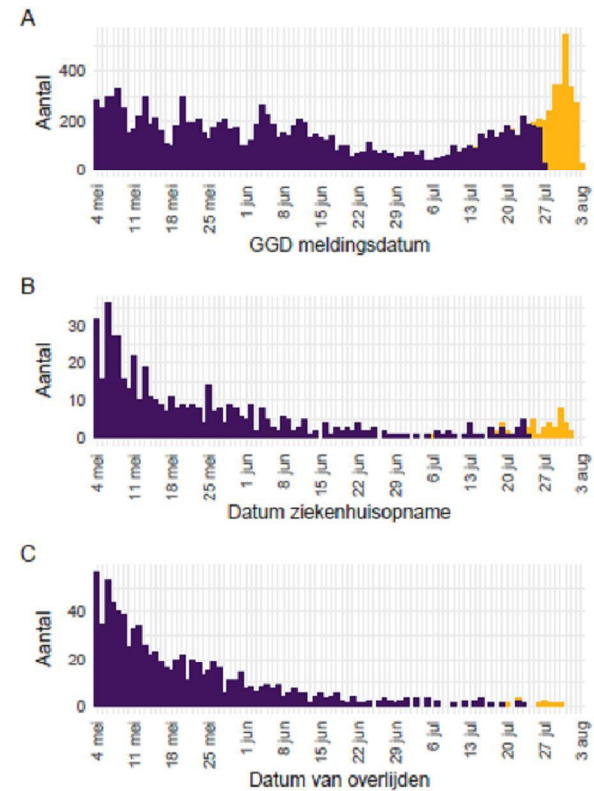 A
Aantal
400
200
0
4 mei 11 mei 18 mei 25 mei 1 jun 8 jun 15 jun 22 jun 29 jun 6 jul 13 jul 20 jul 27 jul 3 aug
GGD meldingsdatum
B
Aantal
30
20
10
0
4 mei 11 mei 18 mei 25 mei 1 jun 8 jun 15 jun 22 jun 29 jun 6 jul 13 jul 20 jul 27 jul 3 aug
Datum ziekenhuisopname
C
Aantal
40
20
0
4 mei 11 mei 18 mei 25 mei 1 jun 8 jun 15 jun 22 jun 29 jun 6 jul 13 jul 20 jul 27 jul 3 aug
Datum van overlijden